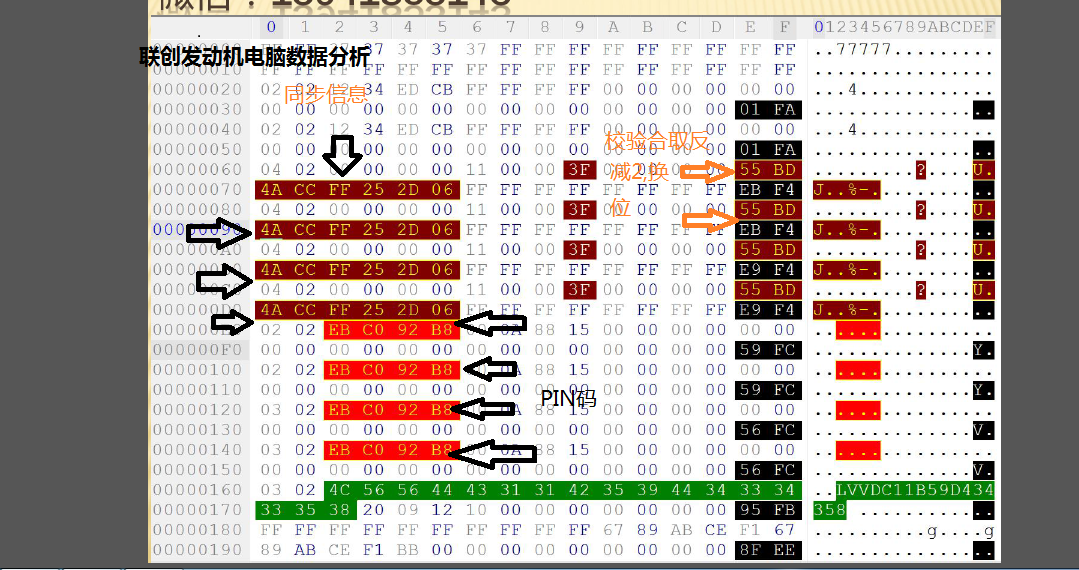 0 1 2 3 4 5 6 7 8 9 A B C D E F 0123456789ABCDEF
FF FF 37 37 37 37 37 FF FF FF FF FF FF FF FF FF ..77777.........
联创发动机电脑数据分析
00000010 FF FF FF FF FF FF FF FF FF FF FF FF FF FF FF FF ................
00000020 02 02 12 34 ED CB FF FF FF FF 00 00 00 00 00 00 ...4............
同步信息
00000030 00 00 00 00 00 00 00 00 00 00 00 00 00 00 01 FA ................
00000040 02 02 12 34 ED CB FF FF FF FF 00 00 00 00 00 00 ...4............
校验合取反
00000050 00 00 00 00 00 00 00 00 00 00 00 00 00 00 01 FA ................
00000060 04 02 00 00 00 00 11 00 00 3F 00 00 00 00 55 BD .........?....U.
减2,换
00000070 4A CC FF 25 2D 06 FF FF FF FF FF FF FF FF EB F4 J..%-...........
位
00000080 04 02 00 00 00 00 11 00 00 3F 00 00 00 00 55 BD .........?....U.
00000090 4A CC FF 25 2D 06 FF FF FF FF FF FF FF FF EB F4 J..%-...........
000000A0 04 02 00 00 00 00 11 00 00 3F 00 00 00 00 55 BD .........?....U.
4A CC FF 25 2D 06 FF FF FF FF FF FF FF FF E9 F4 J..%-...........
04 02 00 00 00 00 11 00 00 3F 00 00 00 00 55 BD .........?....U.
4A CC FF 25 2D 06 FF FF FF FF FF FF FF FF E9 F4 J..%-...........
02 02 EB C0 92 B8 0A 88 15 00 00 00 00 00 00 ................
000000F0 00 00 00 00 00 00 00 00 00 00 00 00 00 00 59 FC ..............Y.
00000100 02 02 EB C0 92 B8 00 0A 88 15 00 00 00 00 00 00 ................
00000110 00 00 00 00 00 00 00 00 00 00 00 00 00 00 59 FC ..............Y.
PIN码
00000120 03 02 EB C0 92 B8 0A 88 15 00 00 00 00 00 00 ................
00000130 00 00 00 00 00 00 00 00 00 00 00 00 00 00 56 FC ..............V.
00000140 03 02 EB C0 92 B8 0A 88 15 00 00 00 00 00 00 ................
00000150 00 00 00 00 00 00 00 00 00 00 00 00 00 00 56 FC ..............V.
00000160 03 02 4C 56 56 44 43 31 31 42 35 39 44 34 33 34 ..LVVDC11B59D434
00000170 33 35 38 20 09 12 10 00 00 00 00 00 00 00 95 FB 358 ............
00000180 FF FF FF FF FF FF FF FF FF FF 67 89 AB CE F1 67 ..........g....g
00000190 89 AB CE F1 BB 00 00 00 00 00 00 00 00 00 8F EE ................